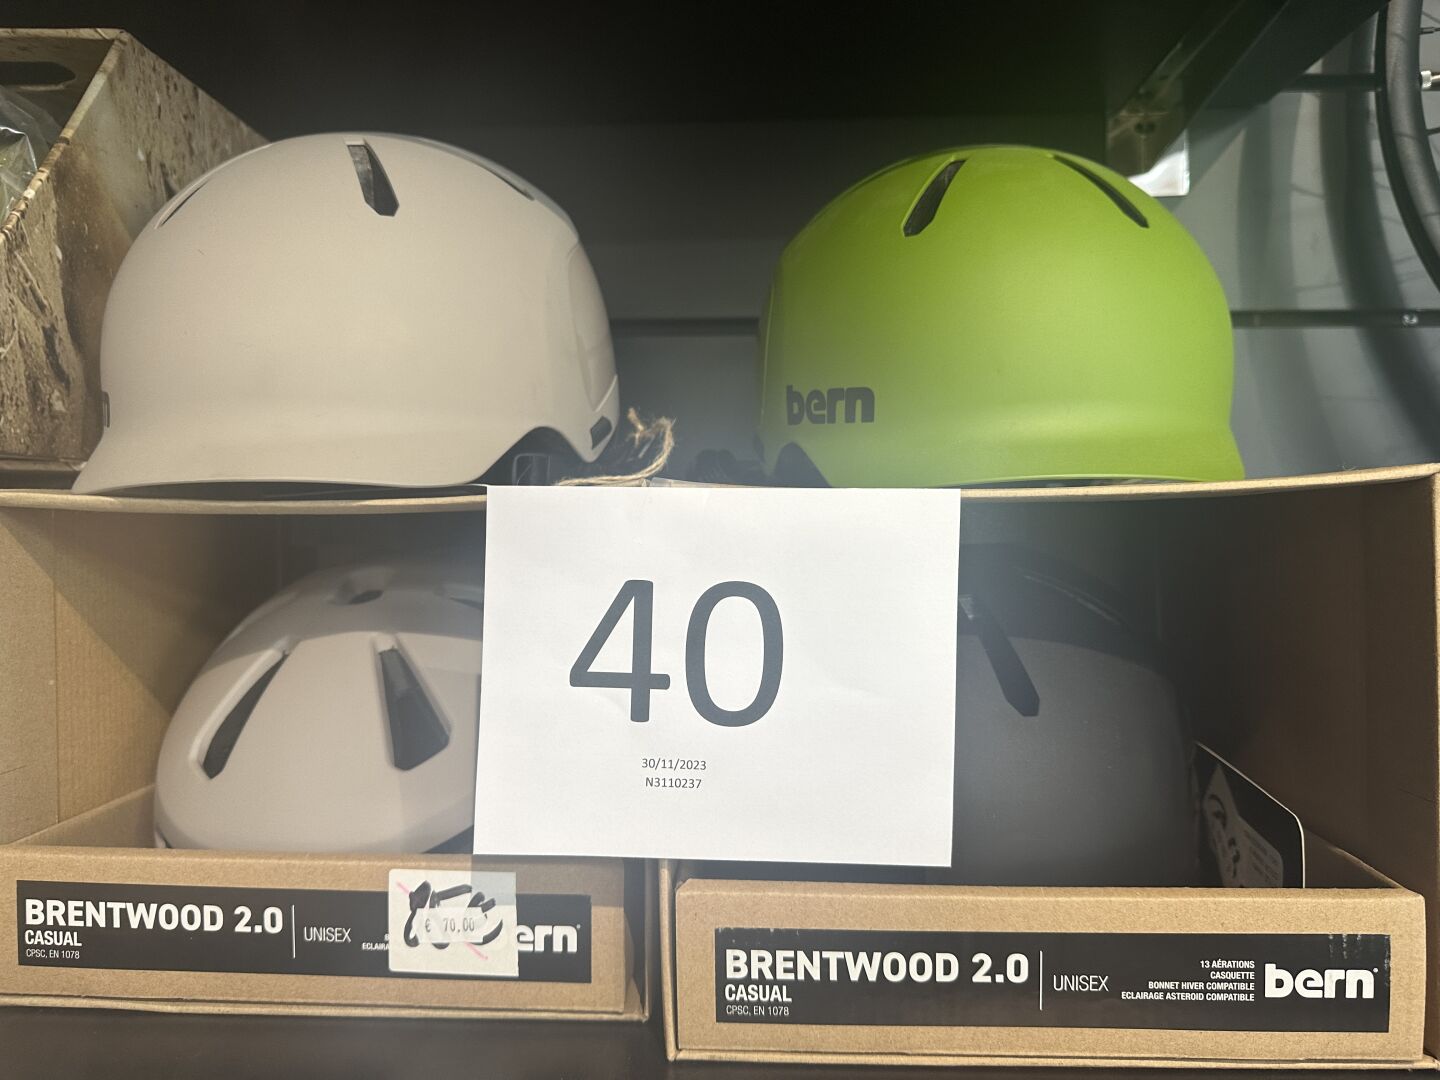 bern
40
30/11/2023
N3110237
BRENTWOOD 2.0
CASUAL
CPSC, EN 1078
UNISEX
€ 70,00
ern
BRENTWOOD 2.0
CASUAL
CPSC, EN 1078
UNISEX
13 AÉRATIONS
CASQUETTE
BONNET HIVER COMPATIBLE
ECLAIRAGE ASTEROID COMPATIBLE
bern